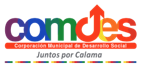 comdes
Corporación Municipal de Desarrollo Social
Juntos por Calama